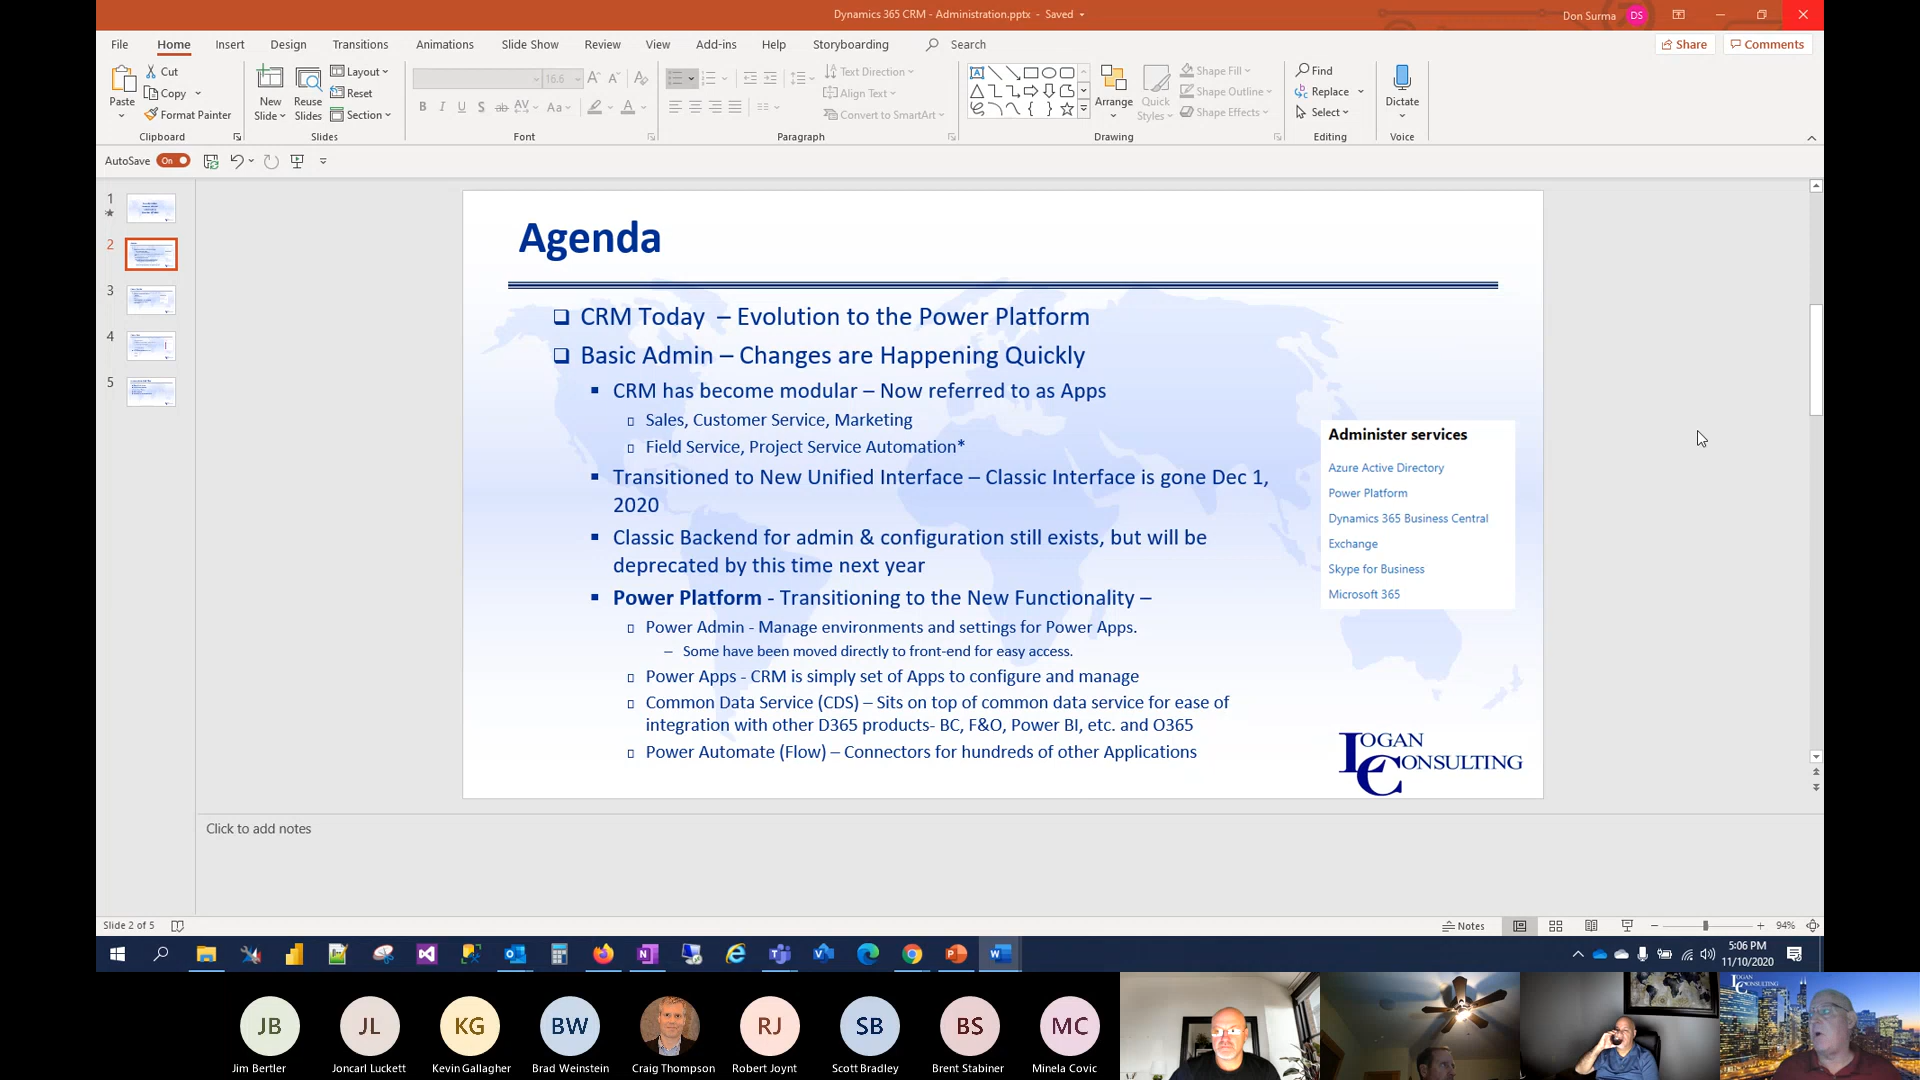 Dynamics 365 CRM - Administration.pptx - Saved
Don Surma
DS
File Home Insert Design Transitions Animations Slide Show Review View Add-ins Help Storyboarding Search
Share Comments
Paste
Cut
Copy
Format Painter
Clipboard
New Slide
Reuse Slides
Layout
Reset
Section
Slides
16.6
Font
Text Direction
Align Text
Convert to SmartArt
Paragraph
Arrange
Quick Styles
Shape Fill
Shape Outline
Shape Effects
Drawing
Find
Replace
Select
Editing
Dictate
Voice
AutoSave On
1
2
3
4
5
Agenda
CRM Today – Evolution to the Power Platform
Basic Admin – Changes are Happening Quickly
CRM has become modular – Now referred to as Apps
Sales, Customer Service, Marketing
Field Service, Project Service Automation*
Transitioned to New Unified Interface – Classic Interface is gone Dec 1,
2020
Classic Backend for admin & configuration still exists, but will be
deprecated by this time next year
Power Platform - Transitioning to the New Functionality –
Power Admin - Manage environments and settings for Power Apps.
– Some have been moved directly to front-end for easy access.
Power Apps - CRM is simply set of Apps to configure and manage
Common Data Service (CDS) – Sits on top of common data service for ease of
integration with other D365 products- BC, F&O, Power BI, etc. and O365
Power Automate (Flow) – Connectors for hundreds of other Applications
Administer services
Azure Active Directory
Power Platform
Dynamics 365 Business Central
Exchange
Skype for Business
Microsoft 365
LOGAN
CONSULTING
Click to add notes
Slide 2 of 5
Notes
94%
5:06 PM
11/10/2020
JB JL KG BW RJ SB BS MC
Jim Bertler Joncarl Luckett Kevin Gallagher Brad Weinstein Craig Thompson Robert Joynt Scott Bradley Brent Stabiner Minela Covic
LOGAN
CONSULTING